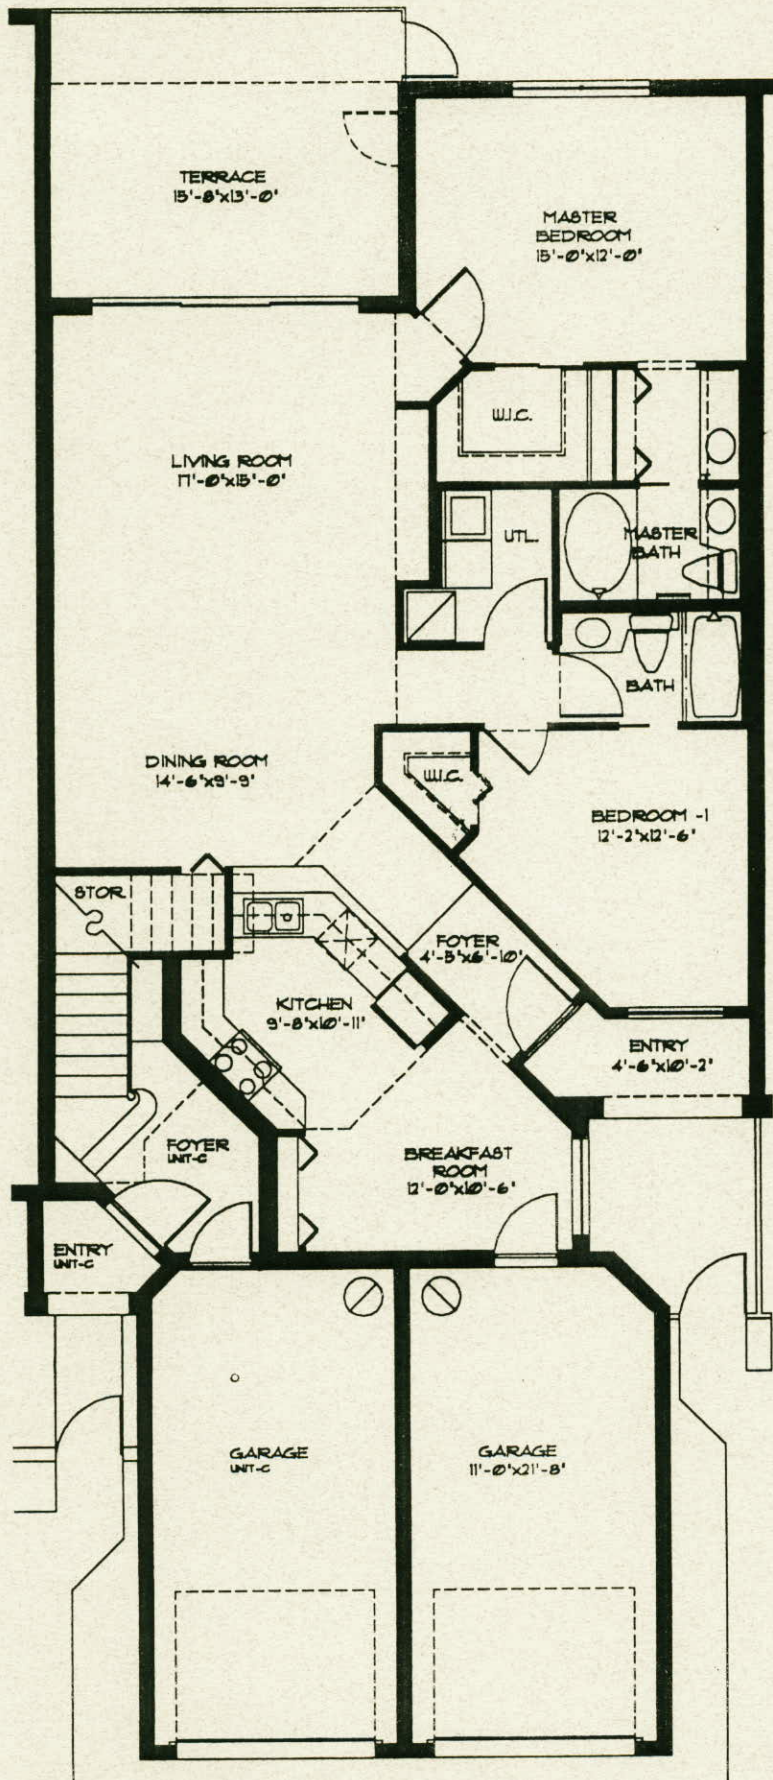 TERRACE
15'-8"x13'-0"
MASTER
BEDROOM
15'-0"x12'-0"
W.I.C.
LIVING ROOM
17'-0"x15'-0"
UTL.
MASTER
BATH
BATH
DINING ROOM
14'-6"x9'-9"
W.I.C.
BEDROOM -1
12'-2"x12'-6"
STOR.
FOYER
4'-5"x6'-10"
KITCHEN
9'-8"x10'-11"
ENTRY
4'-6"x10'-2"
FOYER
UNIT-C
BREAKFAST
ROOM
12'-0"x10'-6"
ENTRY
UNIT-C
GARAGE
UNIT-C
GARAGE
11'-0"x21'-8"